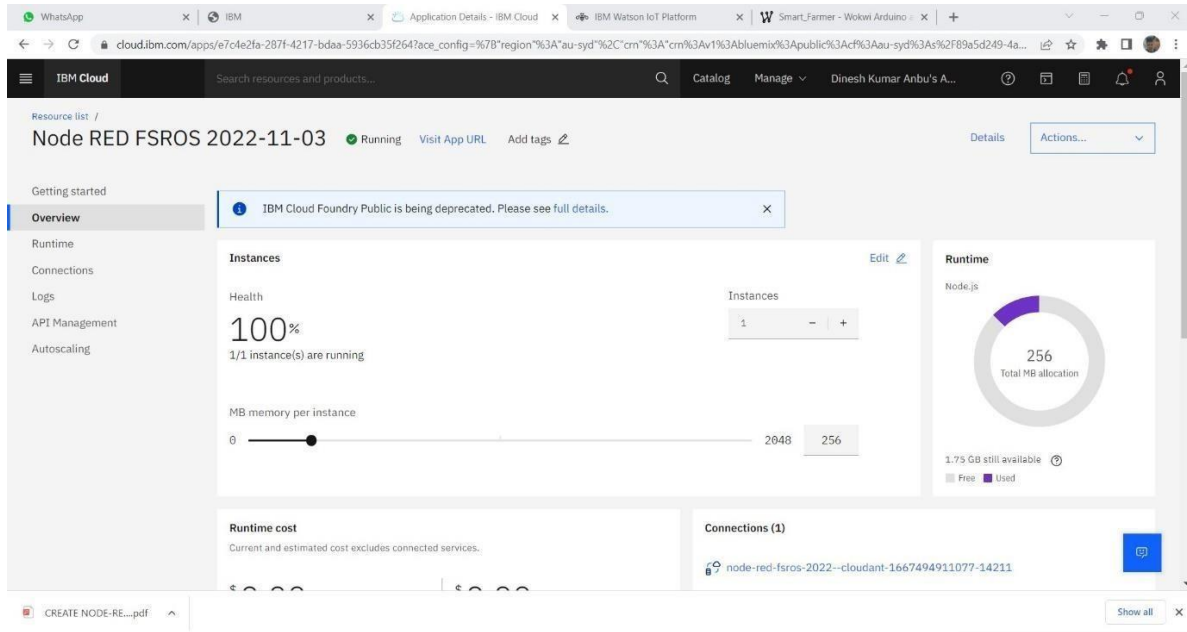 WhatsApp
IBM
Application Details - IBM Cloud
IBM Watson IoT Platform
Smart_Farmer - Wokwi Arduino
cloud.ibm.com/apps/e7c4e2fa-287f-4217-bdaa-5936cb35f264?ace_config=%7B"region"%3A"au-syd"%2C"crn"%3A"crn%3Av1%3Abluemix%3Apublic%3Acf%3Aau-syd%3As%2F89a5d249-4a...
IBM Cloud
Search resources and products...
Catalog
Manage
Dinesh Kumar Anbu's A...
Resource list /
Node RED FSROS 2022-11-03
Running
Visit App URL
Add tags
Details
Actions...
Getting started
Overview
Runtime
Connections
Logs
API Management
Autoscaling
IBM Cloud Foundry Public is being deprecated. Please see full details.
Instances
Edit
Health
100%
1/1 instance(s) are running
Instances
1 - +
MB memory per instance
0 2048 256
Runtime
Node.js
256
Total MB allocation
1.75 GB still available
Free Used
Runtime cost
Current and estimated cost excludes connected services.
Connections (1)
node-red-fsros-2022--cloudant-1667494911077-14211
CREATE NODE-RE....pdf
Show all